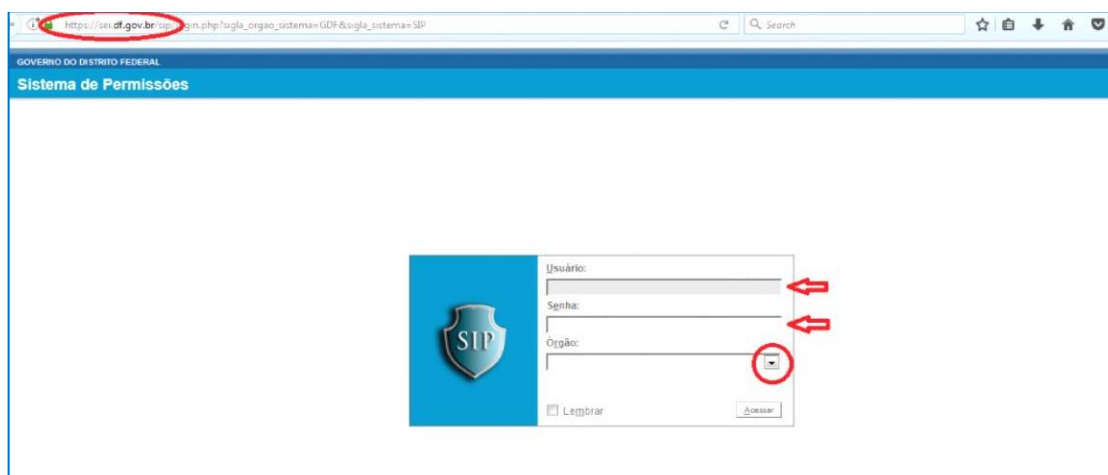 https://sei.df.gov.br/sip/login.php?sigla_orgao_sistema=GDF&sigla_sistema=SIP
Search
GOVERNO DO DISTRITO FEDERAL
Sistema de Permissões
Usuário:
Senha:
SIP
Órgão:
Lembrar
Acessar